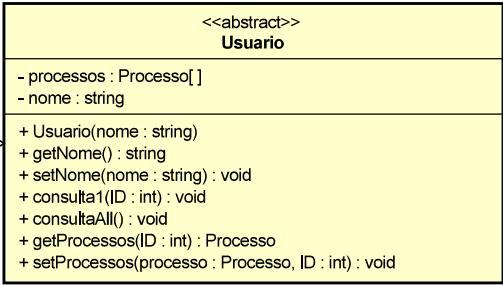 <<abstract>>
Usuario
- processos : Processo[ ]
- nome : string
+ Usuario(nome : string)
+ getNome() : string
+ setNome(nome : string) : void
+ consulta1(ID : int) : void
+ consultaAll() : void
+ getProcessos(ID : int) : Processo
+ setProcessos(processo : Processo, ID : int) : void